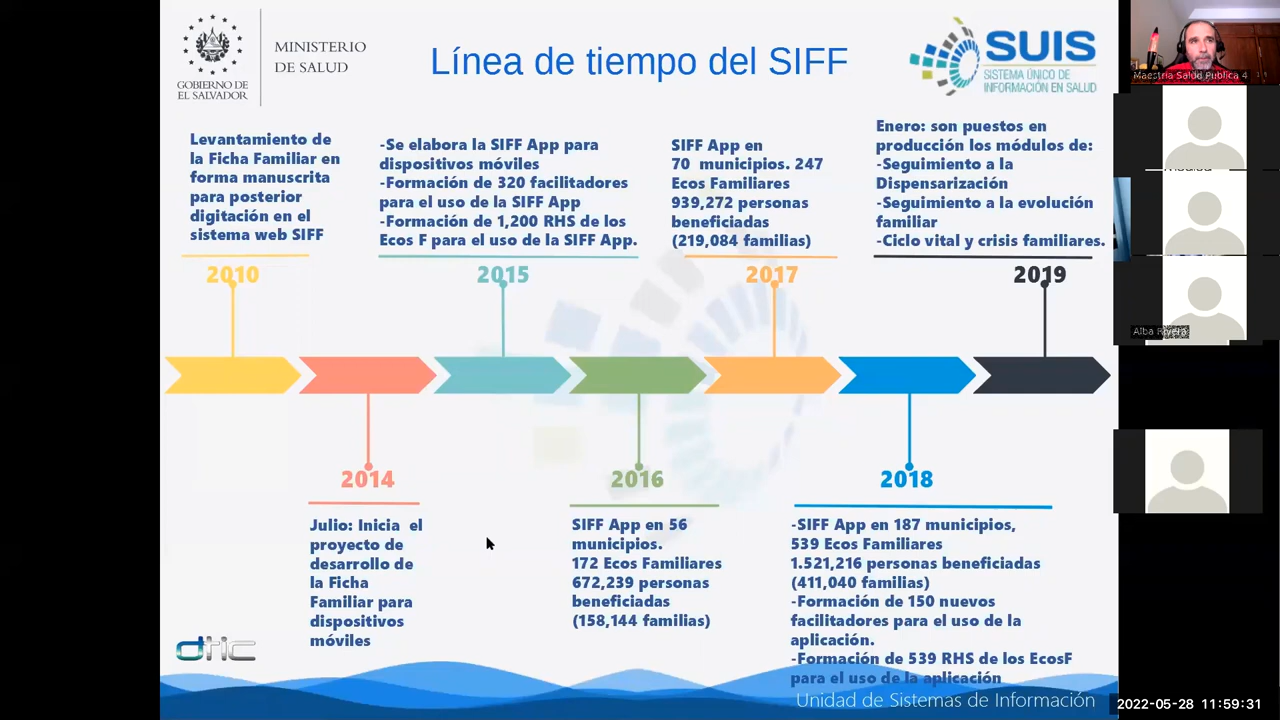 MINISTERIO
DE SALUD
GOBIERNO DE
EL SALVADOR
Línea de tiempo del SIFF
SUIS
SISTEMA ÚNICO DE
INFORMACIÓN EN SALUD
Maestria Salud Publica 4
Levantamiento de
la Ficha Familiar en
forma manuscrita
para posterior
digitación en el
sistema web SIFF
2010
-Se elabora la SIFF App para
dispositivos móviles
-Formación de 320 facilitadores
para el uso de la SIFF App
-Formación de 1,200 RHS de los
Ecos F para el uso de la SIFF App.
2015
SIFF App en
70 municipios. 247
Ecos Familiares
939,272 personas
beneficiadas
(219,084 familias)
2017
Enero: son puestos en
producción los módulos de:
-Seguimiento a la
Dispensarización
-Seguimiento a la evolución
familiar
-Ciclo vital y crisis familiares.
2019
Alba Rivera
2014
Julio: Inicia el
proyecto de
desarrollo de
la Ficha
Familiar para
dispositivos
móviles
2016
SIFF App en 56
municipios.
172 Ecos Familiares
672,239 personas
beneficiadas
(158,144 familias)
2018
-SIFF App en 187 municipios,
539 Ecos Familiares
1.521,216 personas beneficiadas
(411,040 familias)
-Formación de 150 nuevos
facilitadores para el uso de la
aplicación.
-Formación de 539 RHS de los EcosF
para el uso de la aplicación
dtic
Unidad de Sistemas de Información
2022-05-28 11:59:31